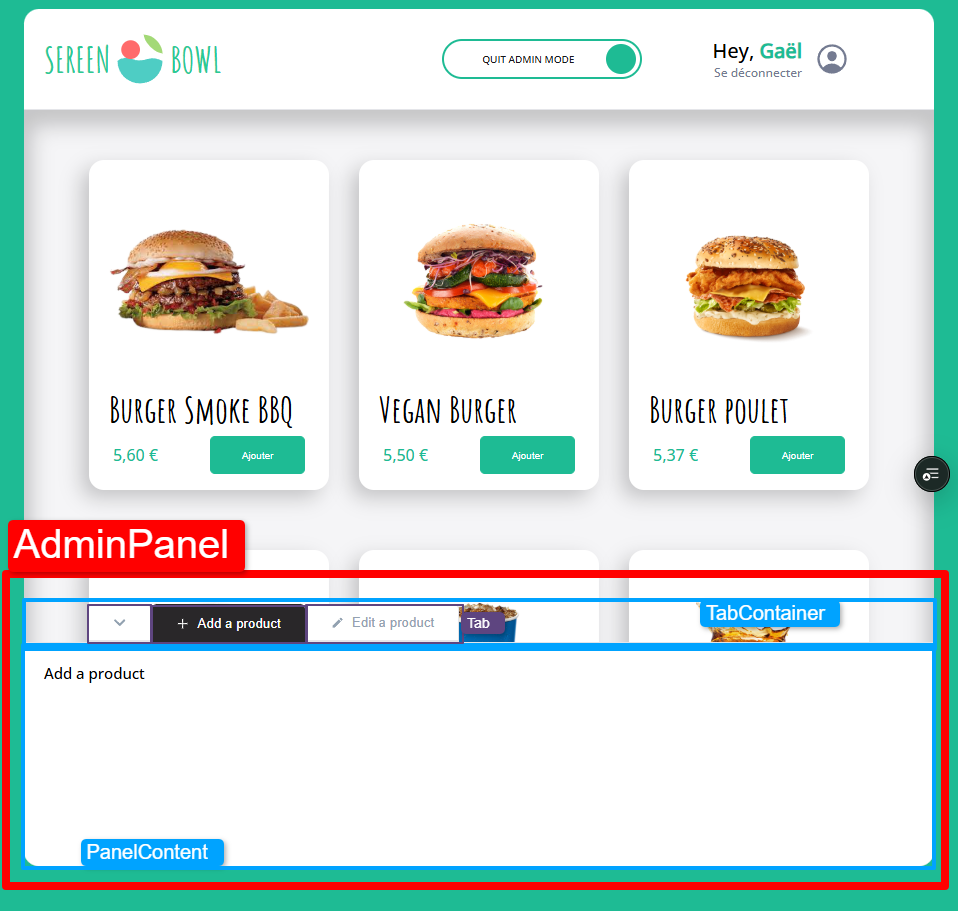 SEREEN BOWL
QUIT ADMIN MODE
Hey, Gaël
Se déconnecter
Burger Smoke BBQ
5,60 €
Ajouter
Vegan Burger
5,50 €
Ajouter
Burger poulet
5,37 €
Ajouter
AdminPanel
Add a product
Edit a product
Tab
TabContainer
Add a product
PanelContent